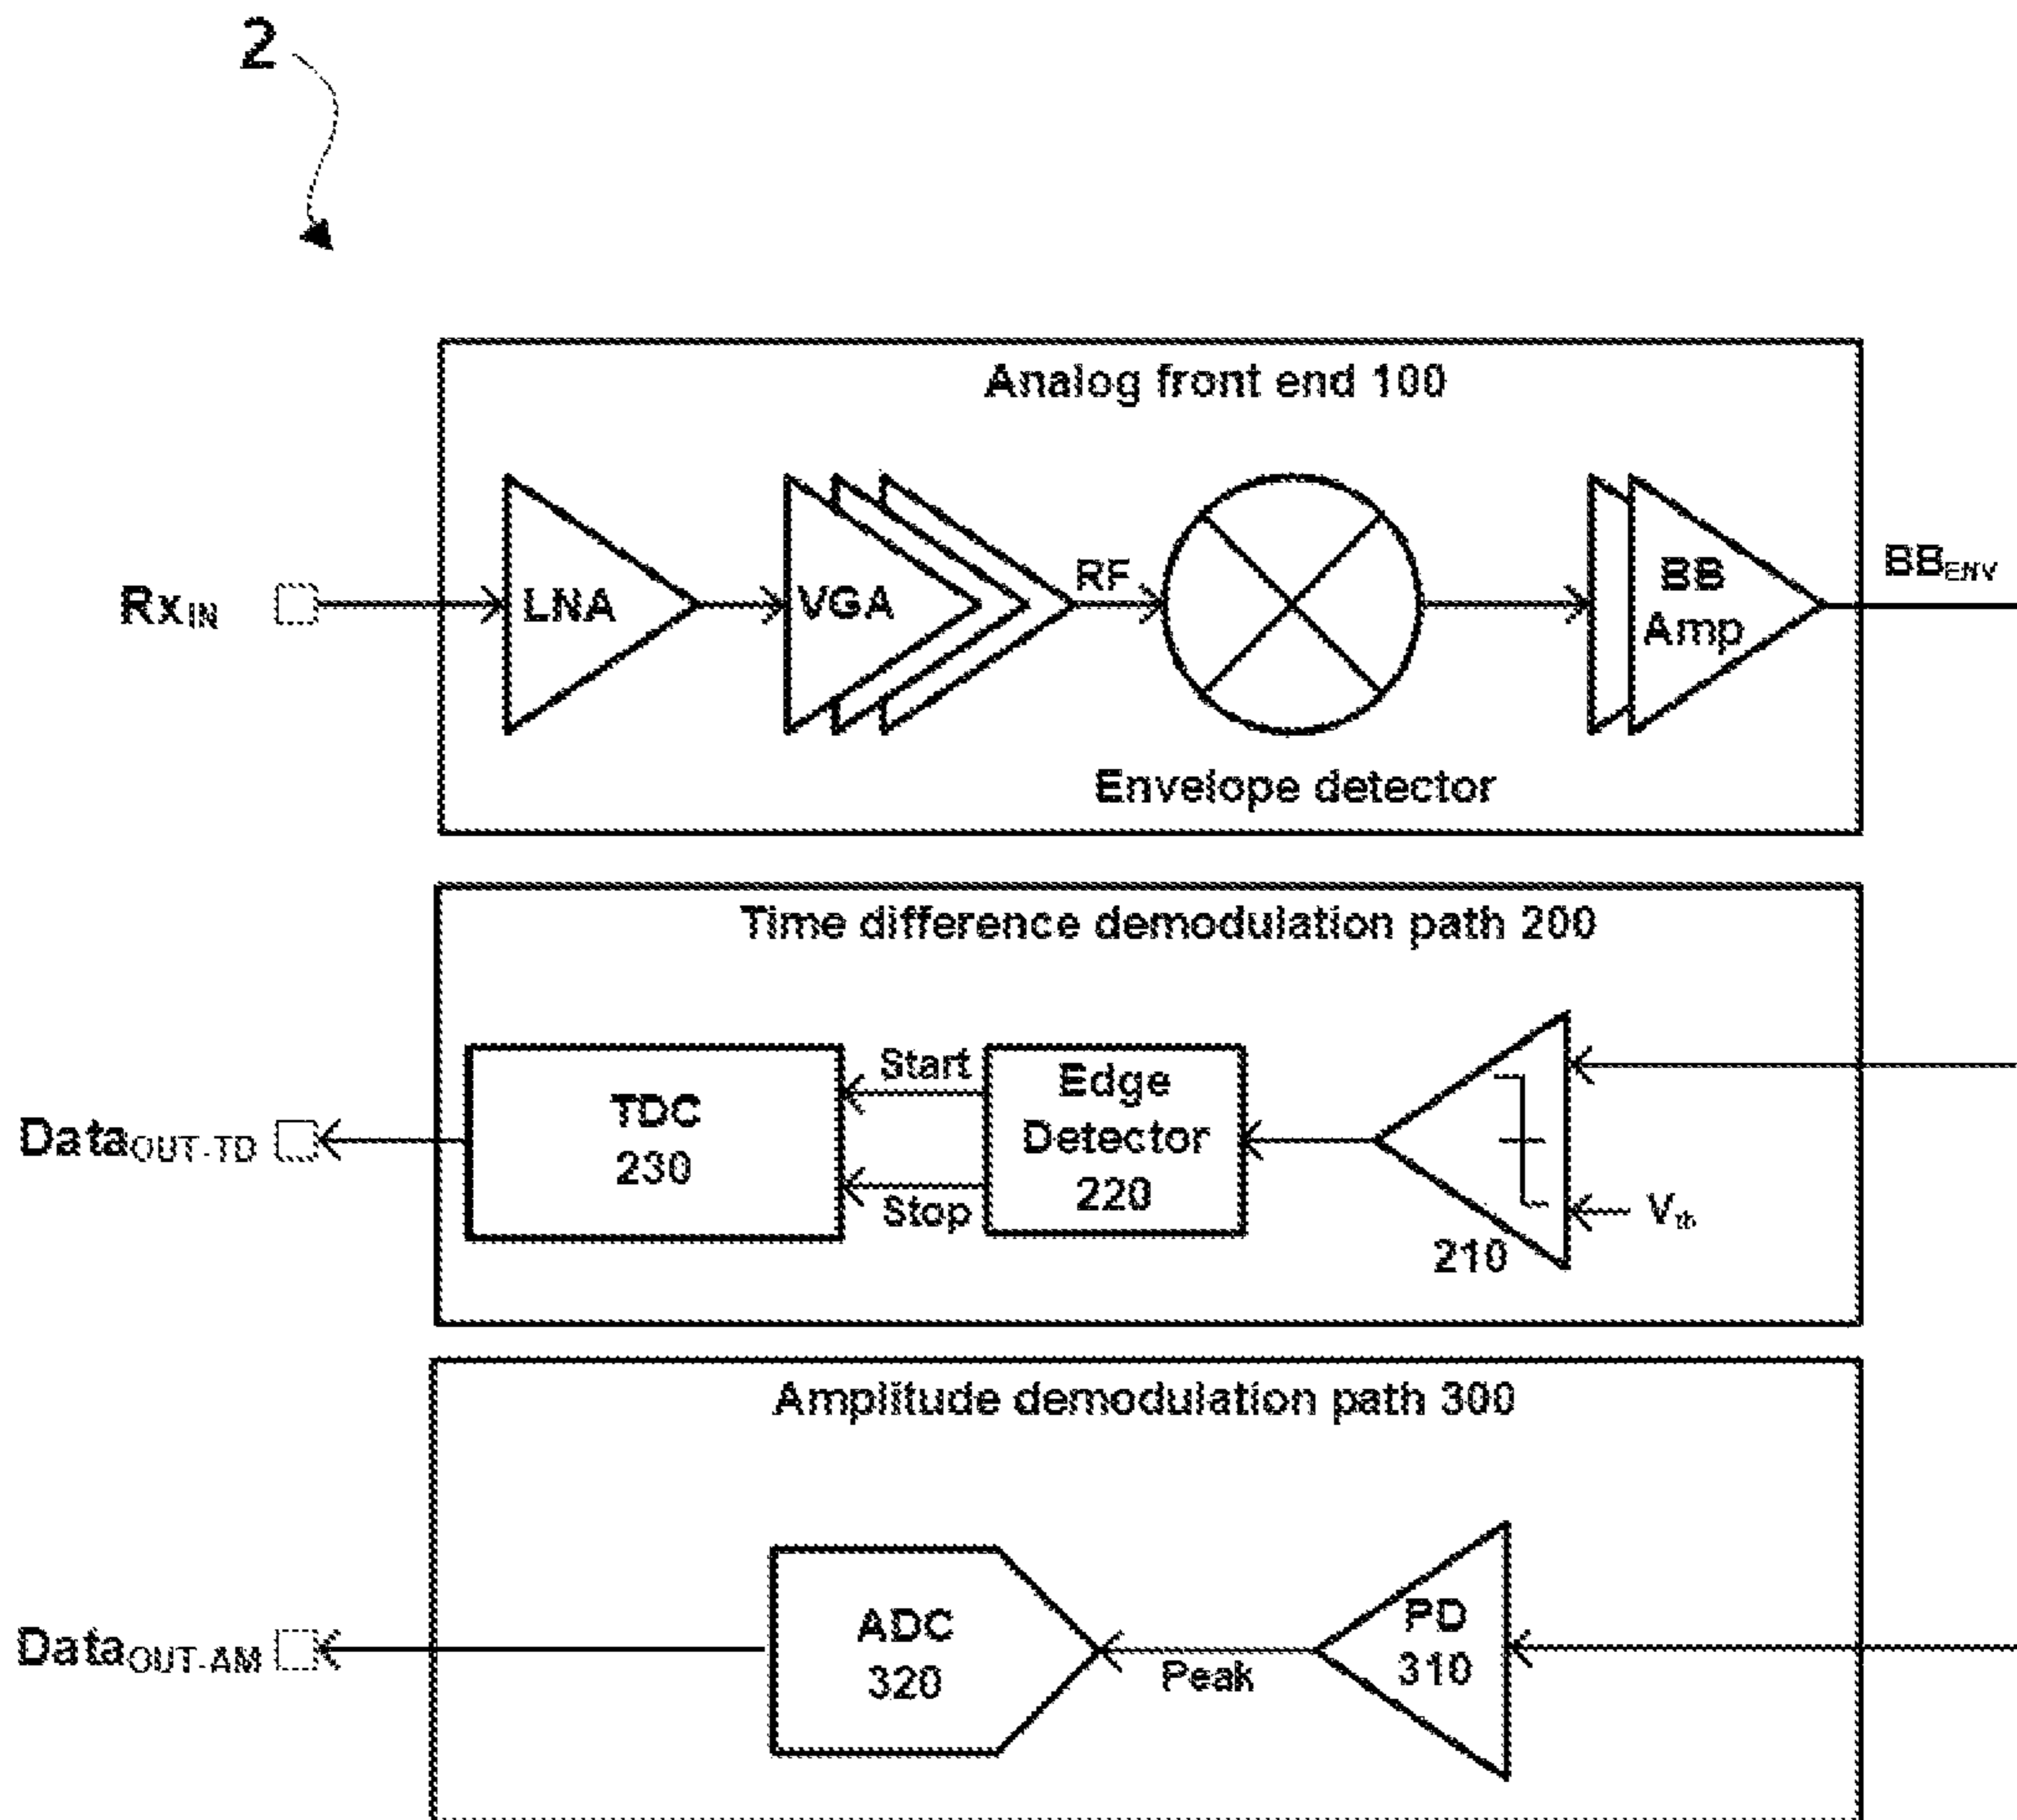 2
Analog front end 100
Rx_IN
LNA
VGA
RF
BB
Amp
BB_ENV
Envelope detector
Time difference demodulation path 200
Data_OUT-TD
TDC
230
Start
Stop
Edge
Detector
220
210
V_th
Amplitude demodulation path 300
Data_OUT-AM
ADC
320
Peak
PD
310